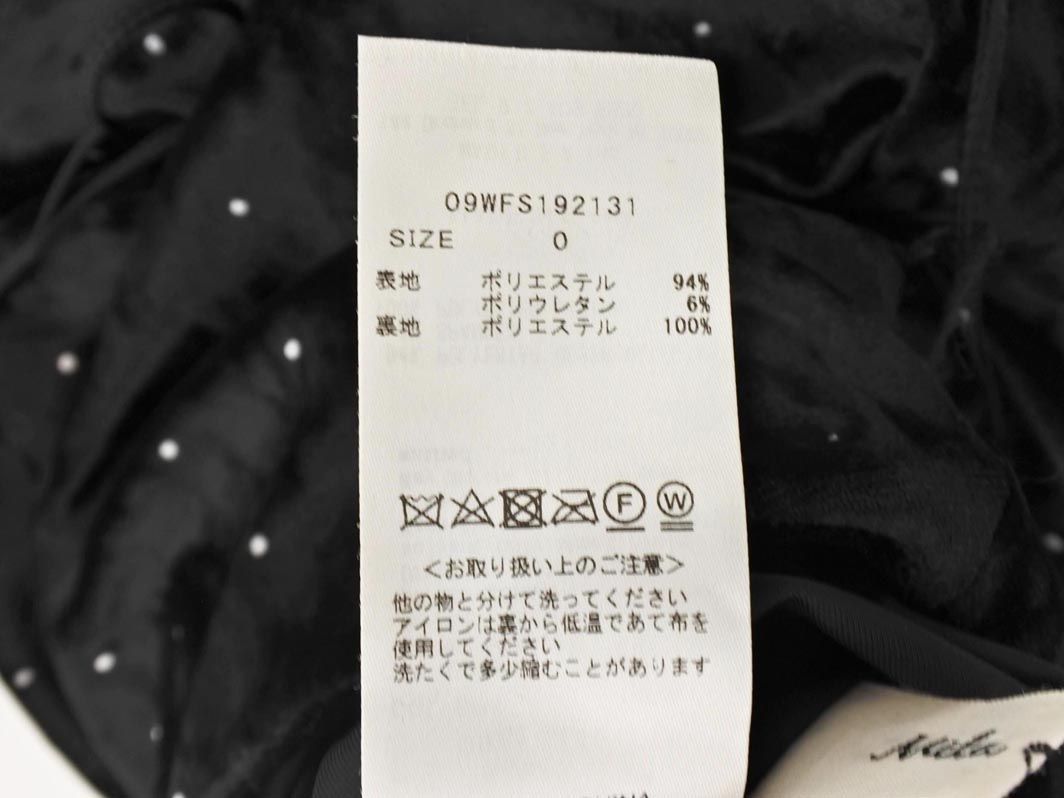 09WFS192131
SIZE 0
表地 ポリエステル 94%
ポリウレタン 6%
裏地 ポリエステル 100%
F W
<お取り扱い上のご注意>
他の物と分けて洗ってください
アイロンは裏から低温であて布を
使用してください
洗たくで多少縮むことがあります